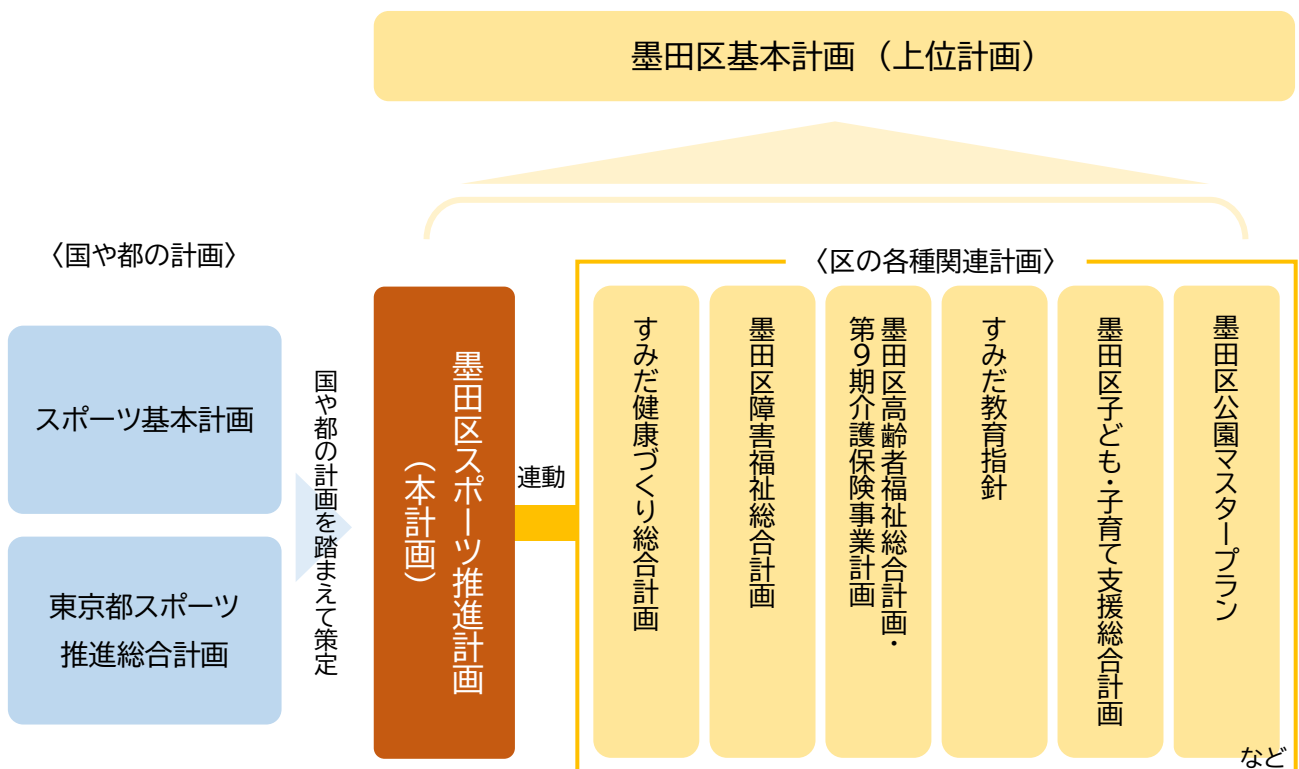 墨田区基本計画（上位計画）
〈国や都の計画〉
スポーツ基本計画
東京都スポーツ
推進総合計画
国や都の計画を踏まえて策定
墨田区スポーツ推進計画
（本計画）
連動
〈区の各種関連計画〉
すみだ健康づくり総合計画
墨田区障害福祉総合計画
墨田区高齢者福祉総合計画・
第９期介護保険事業計画
すみだ教育指針
墨田区子ども・子育て支援総合計画
墨田区公園マスタープラン
など